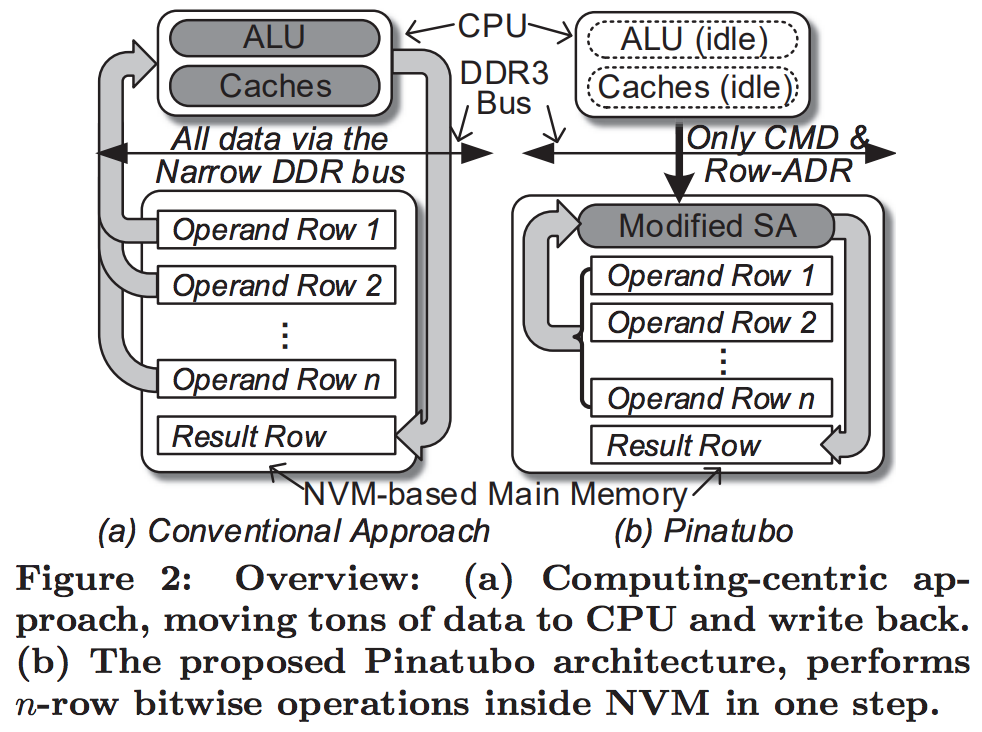 ALU
Caches
CPU
DDR3
Bus
ALU (idle)
Caches (idle)
All data via the
Narrow DDR bus
Only CMD &
Row-ADR
Operand Row 1
Operand Row 2
⋮
Operand Row n
Result Row
Modified SA
Operand Row 1
Operand Row 2
⋮
Operand Row n
Result Row
NVM-based Main Memory
(a) Conventional Approach
(b) Pinatubo
Figure 2: Overview: (a) Computing-centric ap-
proach, moving tons of data to CPU and write back.
(b) The proposed Pinatubo architecture, performs
n-row bitwise operations inside NVM in one step.